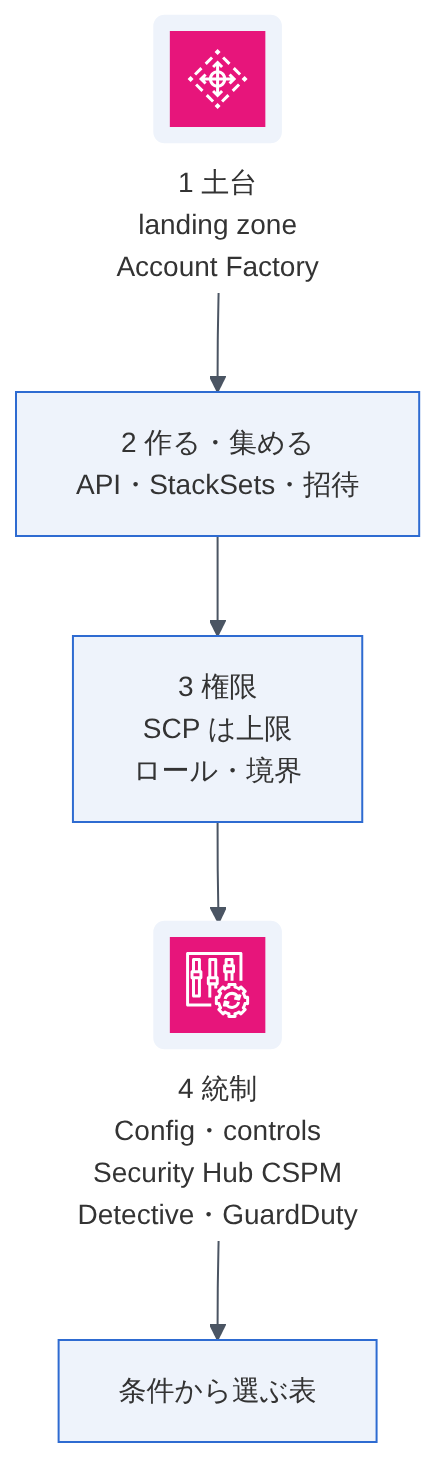 1 土台
landing zone
Account Factory
2 作る・集める
API・StackSets・招待
3 権限
SCP は上限
ロール・境界
4 統制
Config・controls
Security Hub CSPM
Detective・GuardDuty
条件から選ぶ表